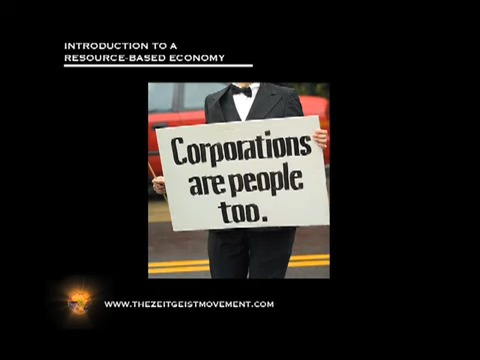 INTRODUCTION TO A
RESOURCE-BASED ECONOMY
Corporations
are people
too.
WWW.THEZEITGEISTMOVEMENT.COM